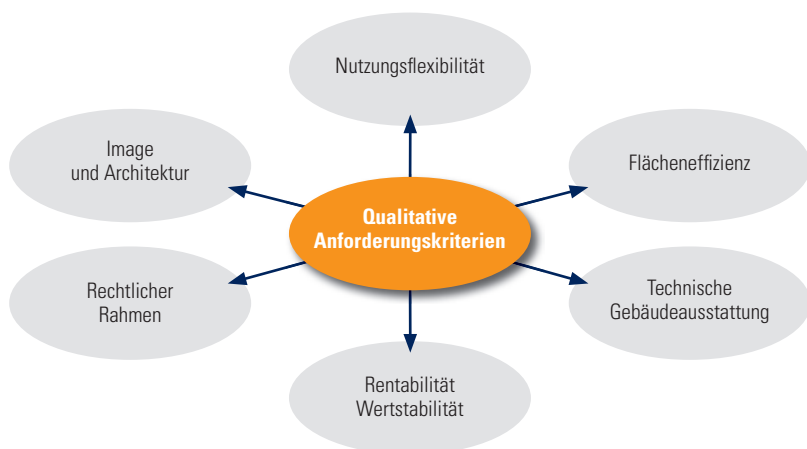 Nutzungsflexibilität
Image
und Architektur
Flächeneffizienz
Qualitative
Anforderungskriterien
Rechtlicher
Rahmen
Technische
Gebäudeausstattung
Rentabilität
Wertstabilität